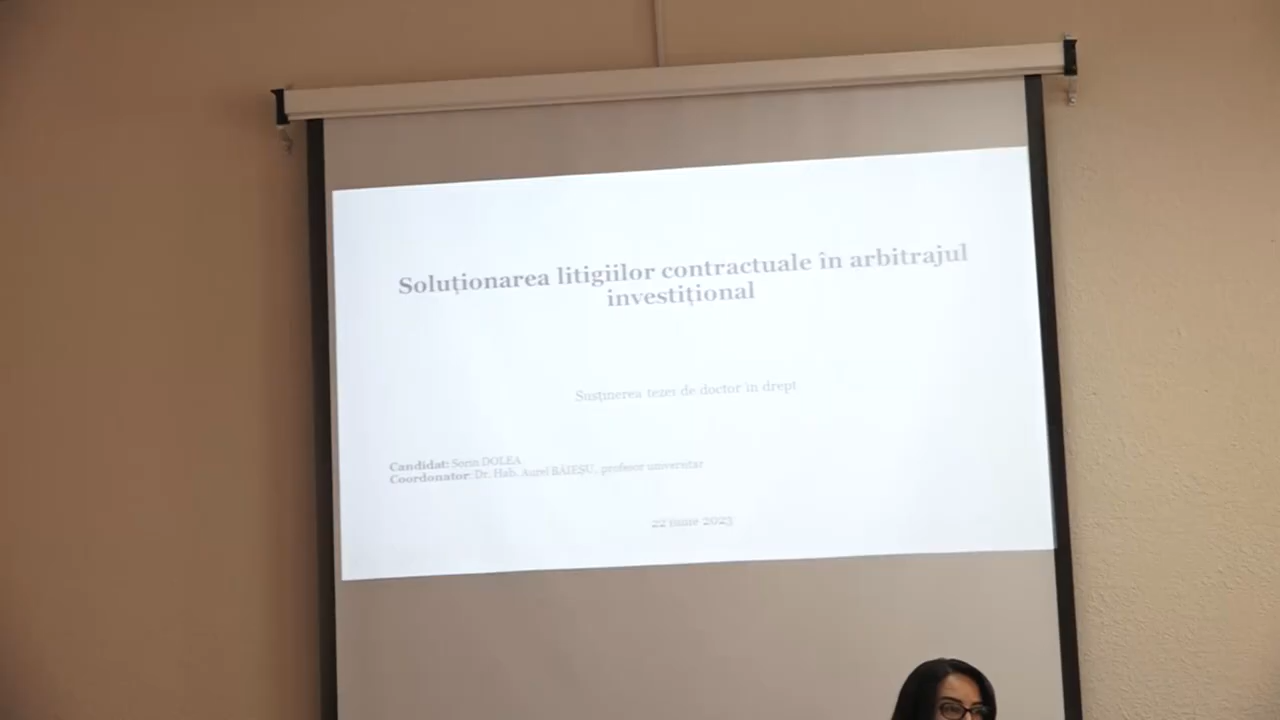 Soluționarea litigiilor contractuale în arbitrajul
investițional
Susținerea tezei de doctor în drept
Candidat: Sorin DOLEA
Coordonator: Dr. Hab. Aurel BĂIEȘU, profesor universitar
22 iunie 2023